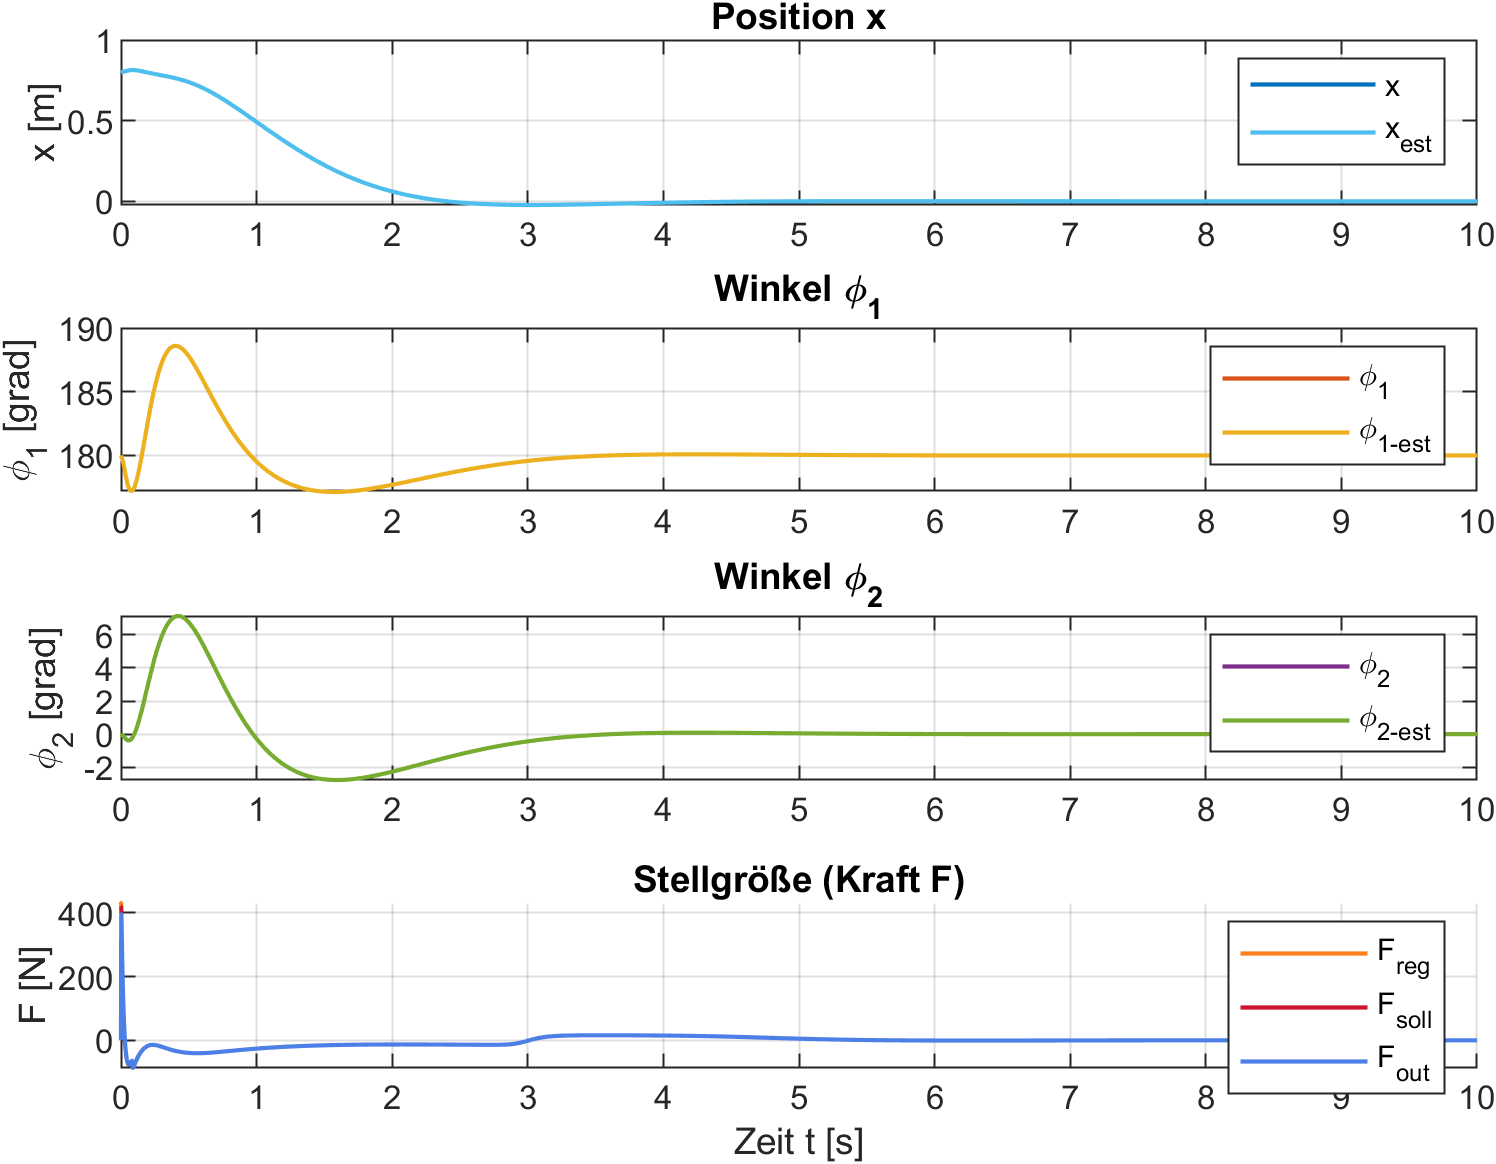 Position x
x [m]
1
0.5
0
x
x_est
0 1 2 3 4 5 6 7 8 9 10
Winkel ϕ_1
ϕ_1 [grad]
190
185
180
ϕ_1
ϕ_1-est
0 1 2 3 4 5 6 7 8 9 10
Winkel ϕ_2
ϕ_2 [grad]
6
4
2
0
-2
ϕ_2
ϕ_2-est
0 1 2 3 4 5 6 7 8 9 10
Stellgröße (Kraft F)
F [N]
400
200
0
F_reg
F_soll
F_out
0 1 2 3 4 5 6 7 8 9 10
Zeit t [s]